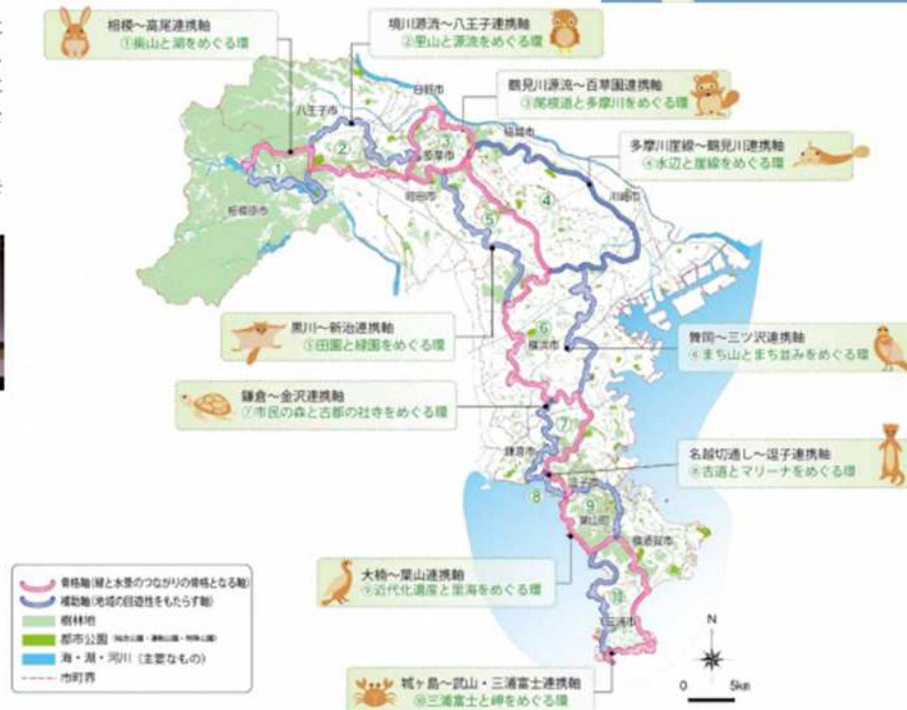 相模～高尾連携軸
①奥山と湖をめぐる環
境川源流～八王子連携軸
②里山と源流をめぐる環
鶴見川源流～百草園連携軸
③尾根道と多摩川をめぐる環
多摩川崖線～鶴見川連携軸
④水辺と崖線をめぐる環
八王子市
日野市
稲城市
多摩市
町田市
川崎市
相模原市
①
②
③
④
⑤
黒川～新治連携軸
⑤田園と緑園をめぐる環
⑥
横浜市
舞岡～三ツ沢連携軸
⑥まち山とまち並みをめぐる環
鎌倉～金沢連携軸
⑦市民の森と古都の社寺をめぐる環
⑦
鎌倉市
名越切通し～逗子連携軸
⑧古道とマリーナをめぐる環
逗子市
⑧
⑨
葉山町
横須賀市
大楠～葉山連携軸
⑨近代化遺産と里海をめぐる環
⑩
三浦市
城ヶ島～武山・三浦富士連携軸
⑩三浦富士と岬をめぐる環
骨格軸(緑と水景のつながりの骨格となる軸)
補助軸(地域の回遊性をもたらす軸)
樹林地
都市公園
海・湖・河川（主要なもの）
市町界
N
0 5km